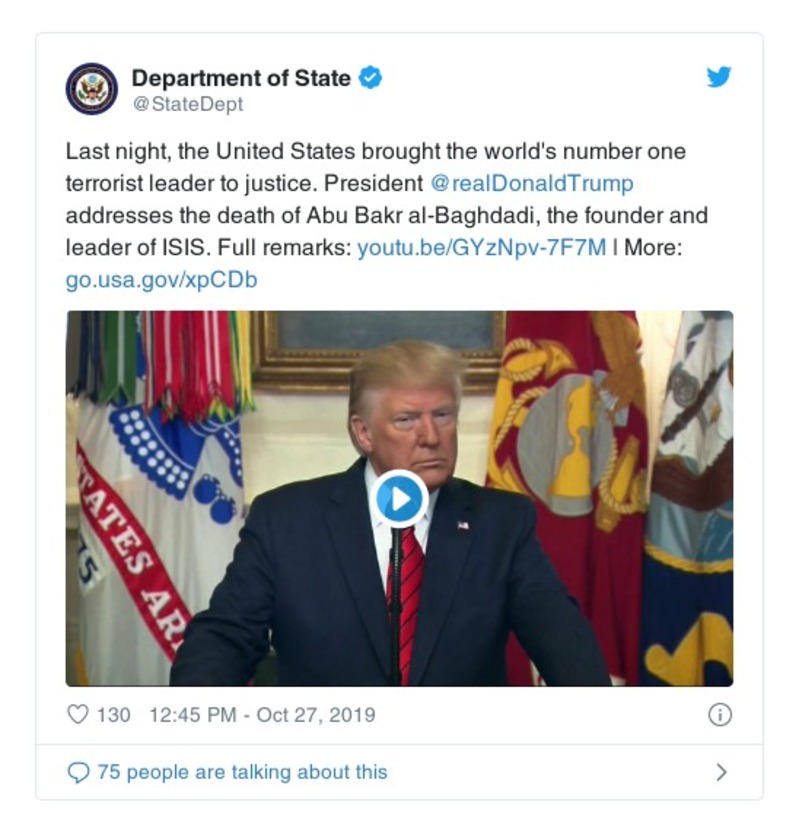 Department of State
@StateDept
Last night, the United States brought the world's number one
terrorist leader to justice. President @realDonaldTrump
addresses the death of Abu Bakr al-Baghdadi, the founder and
leader of ISIS. Full remarks: youtu.be/GYzNpv-7F7M | More:
go.usa.gov/xpCDb
TATES AR
75
130 12:45 PM - Oct 27, 2019
75 people are talking about this